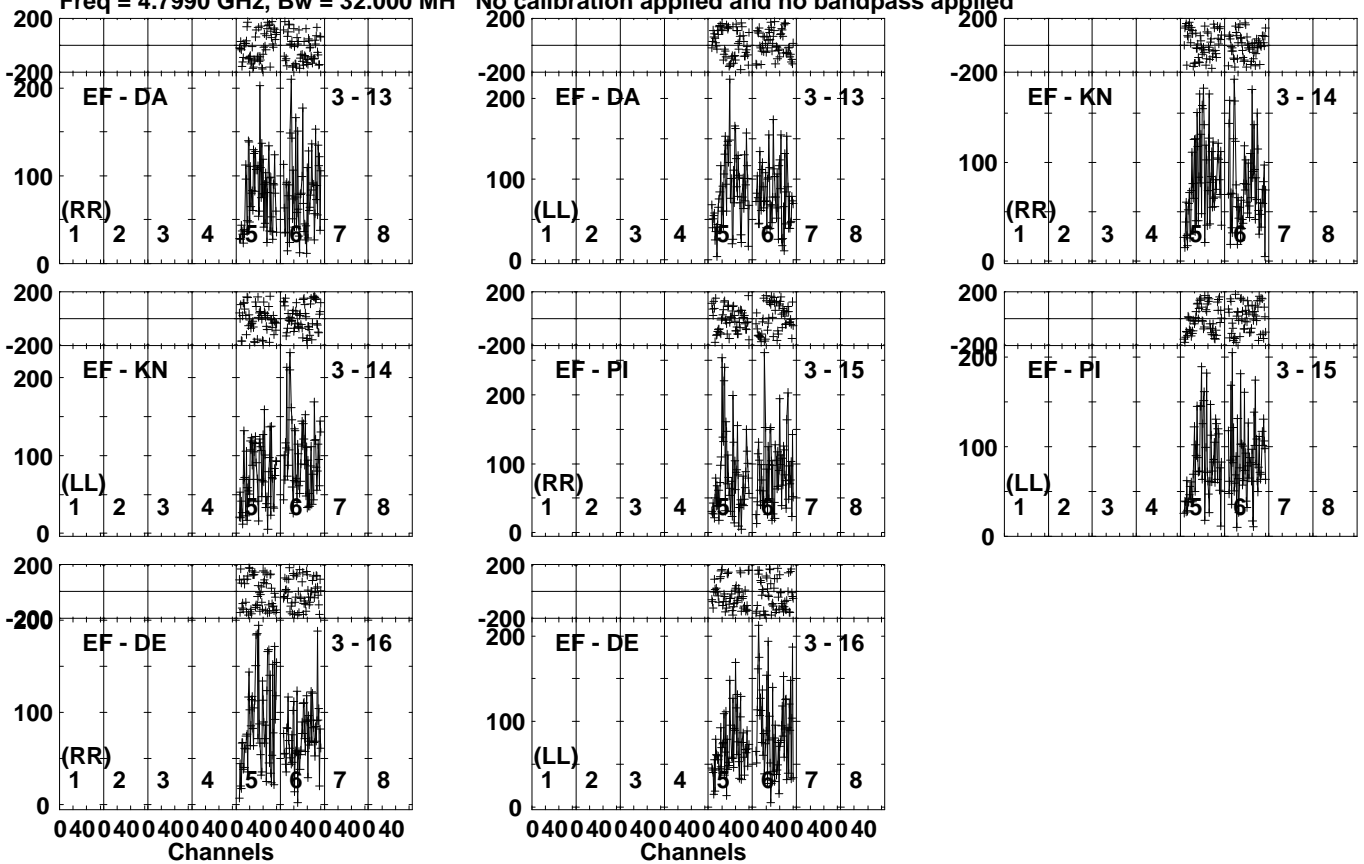 Freq = 4.7990 GHz, Bw = 32.000 MH No calibration applied and no bandpass applied
200
-200
200
EF - DA 3 - 13
100
(RR)
1 2 3 4 5 6 7 8
0
EF - DA 3 - 13
200
100
(LL)
1 2 3 4 5 6 7 8
0
200
-200
EF - KN 3 - 14
100
(RR)
1 2 3 4 5 6 7 8
0
200
-200
EF - KN 3 - 14
200
100
(LL)
1 2 3 4 5 6 7 8
0
200
-200
EF - PI 3 - 15
200
100
(RR)
1 2 3 4 5 6 7 8
0
200
-200
200
EF - PI 3 - 15
100
(LL)
1 2 3 4 5 6 7 8
0
200
-200
200
EF - DE 3 - 16
100
(RR)
1 2 3 4 5 6 7 8
0
200
-200
200
EF - DE 3 - 16
100
(LL)
1 2 3 4 5 6 7 8
0
0 40 0 40 0 40 0 40 0 40 0 40 0 40 0 40
Channels
0 40 0 40 0 40 0 40 0 40 0 40 0 40 0 40
Channels